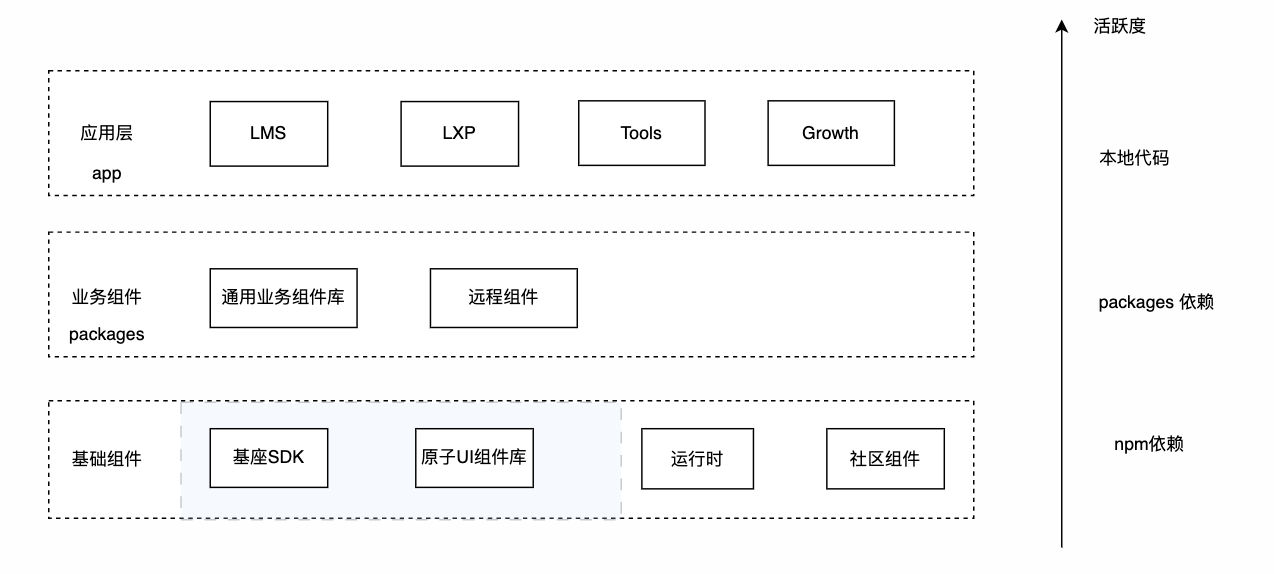 活跃度
应用层
app
LMS
LXP
Tools
Growth
本地代码
业务组件
packages
通用业务组件库
远程组件
packages 依赖
基础组件
基座SDK
原子UI组件库
运行时
社区组件
npm依赖